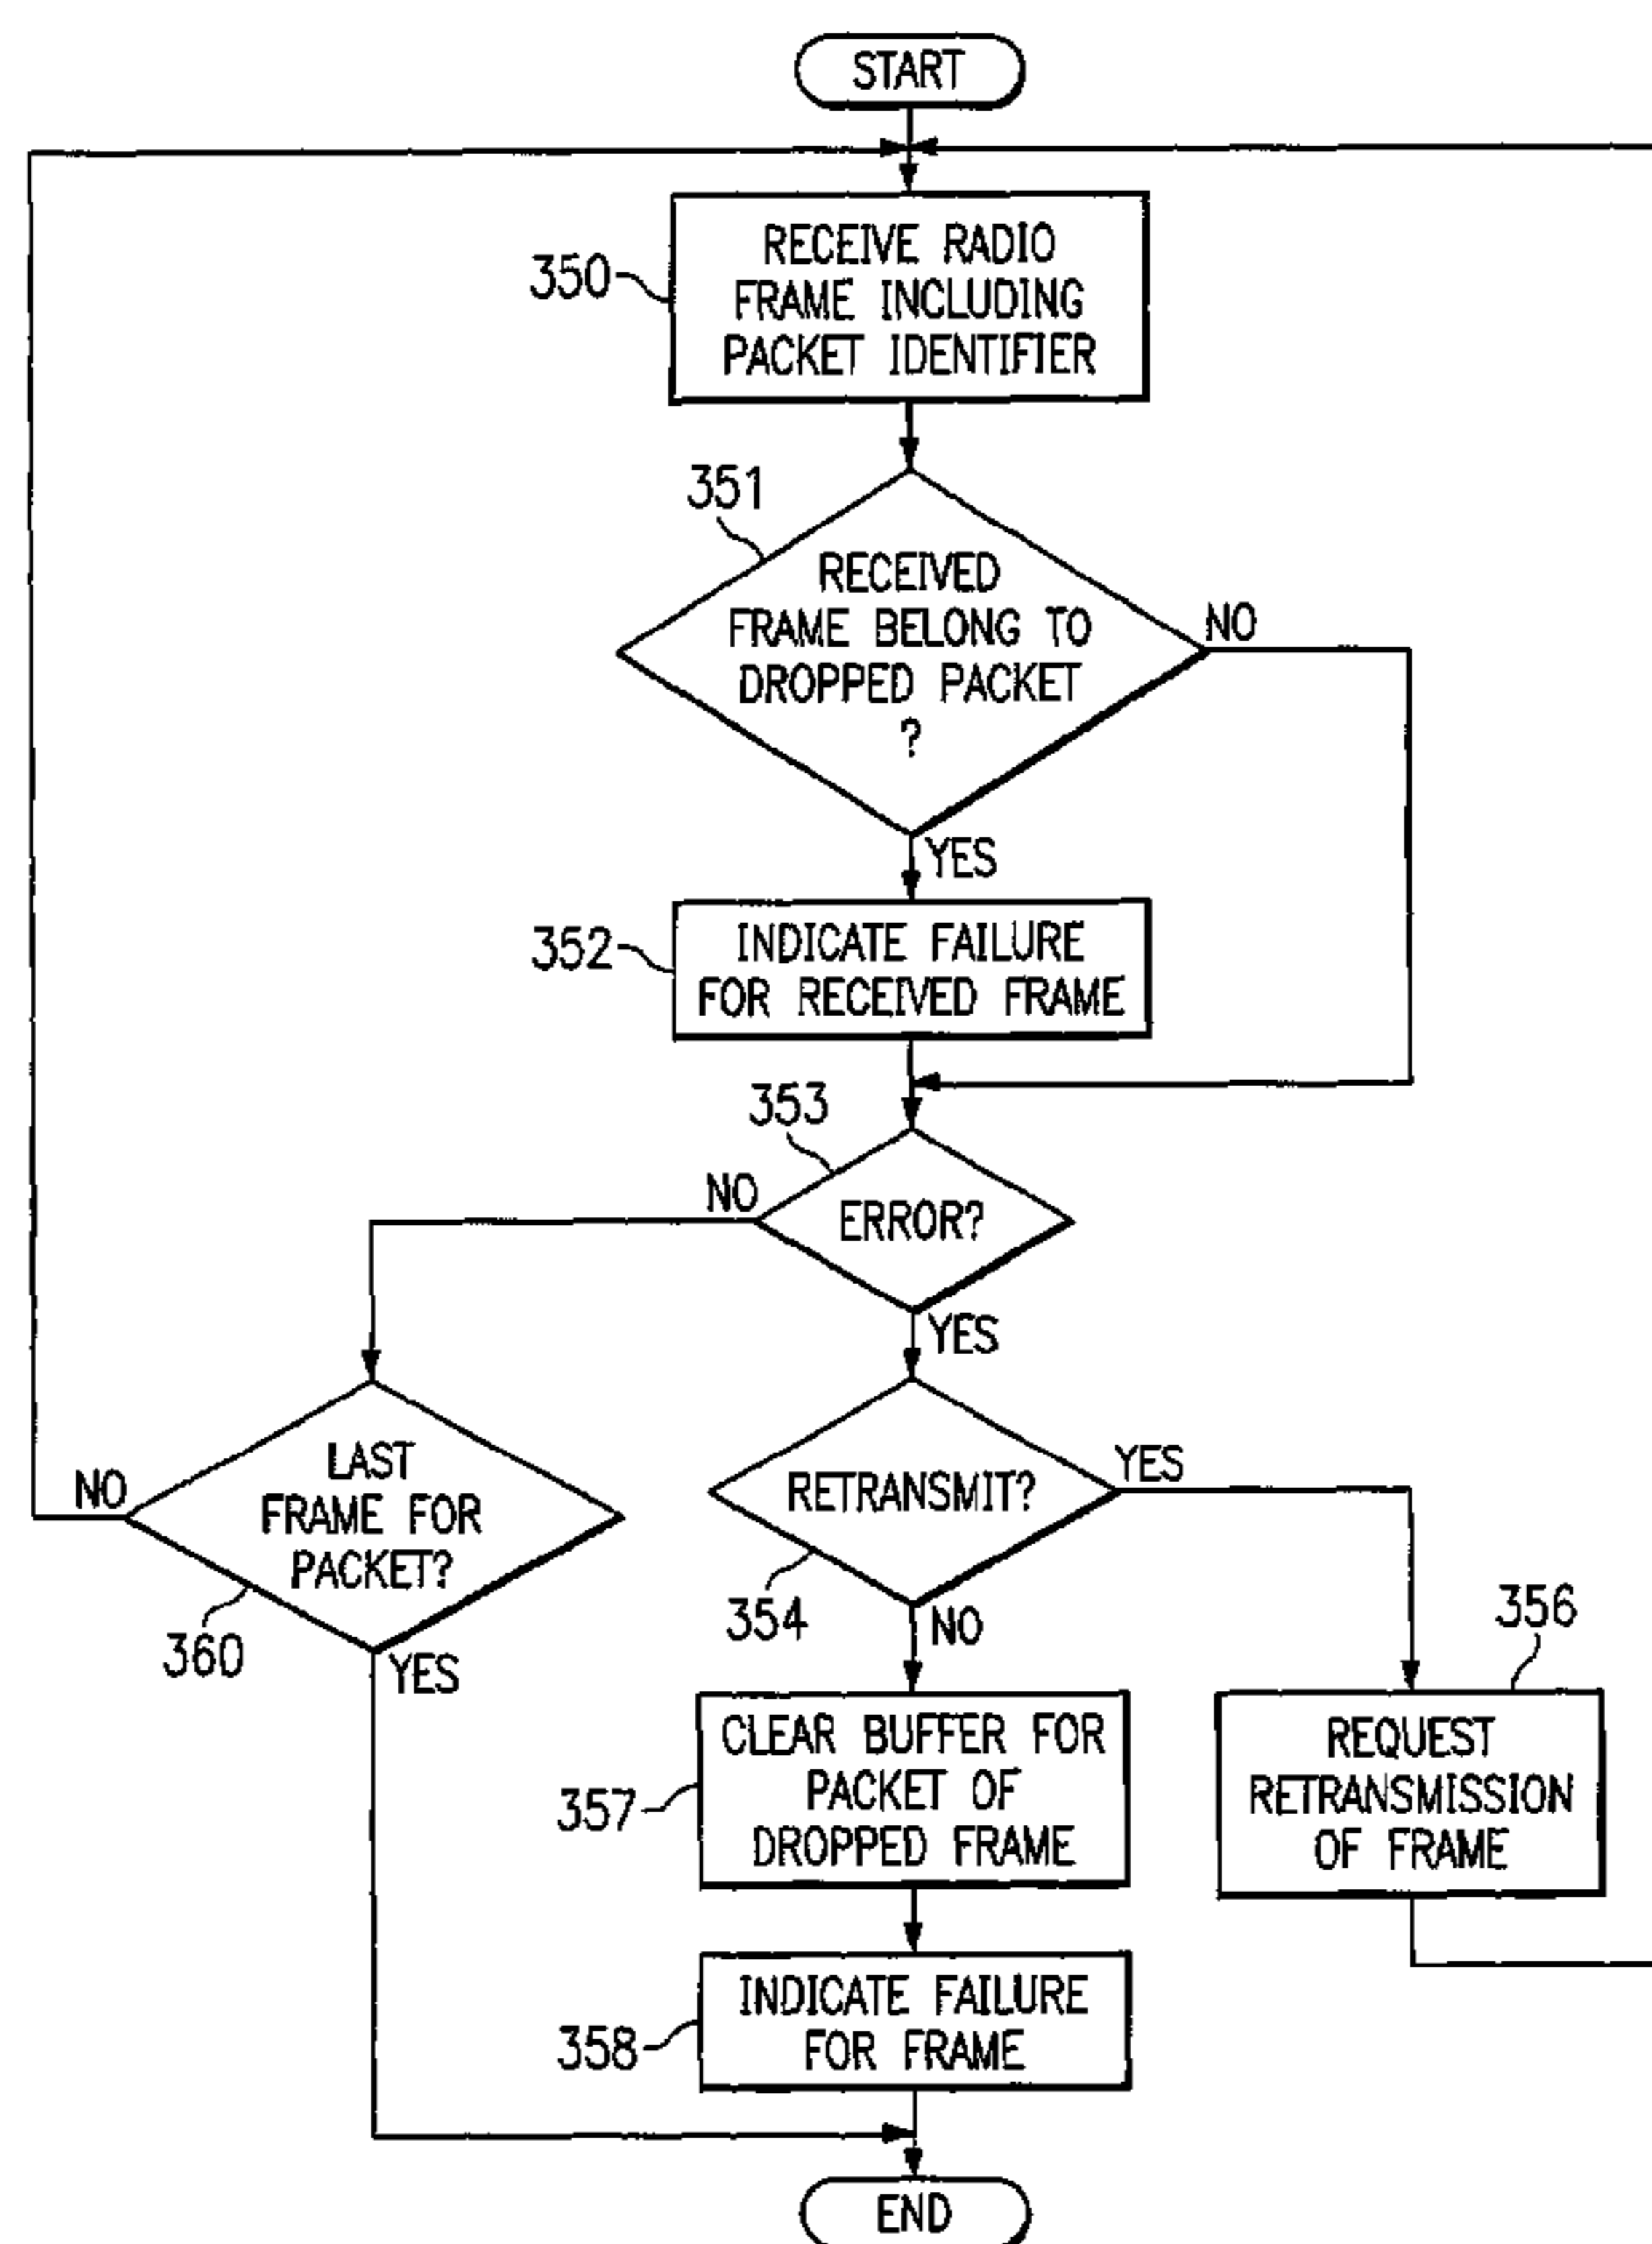 START
350
RECEIVE RADIO
FRAME INCLUDING
PACKET IDENTIFIER
351
RECEIVED
FRAME BELONG TO
DROPPED PACKET
?
NO
YES
352
INDICATE FAILURE
FOR RECEIVED FRAME
353
NO
ERROR?
YES
NO
LAST
FRAME FOR
PACKET?
360
YES
RETRANSMIT?
YES
354
NO
356
REQUEST
RETRANSMISSION
OF FRAME
357
CLEAR BUFFER FOR
PACKET OF
DROPPED FRAME
358
INDICATE FAILURE
FOR FRAME
END